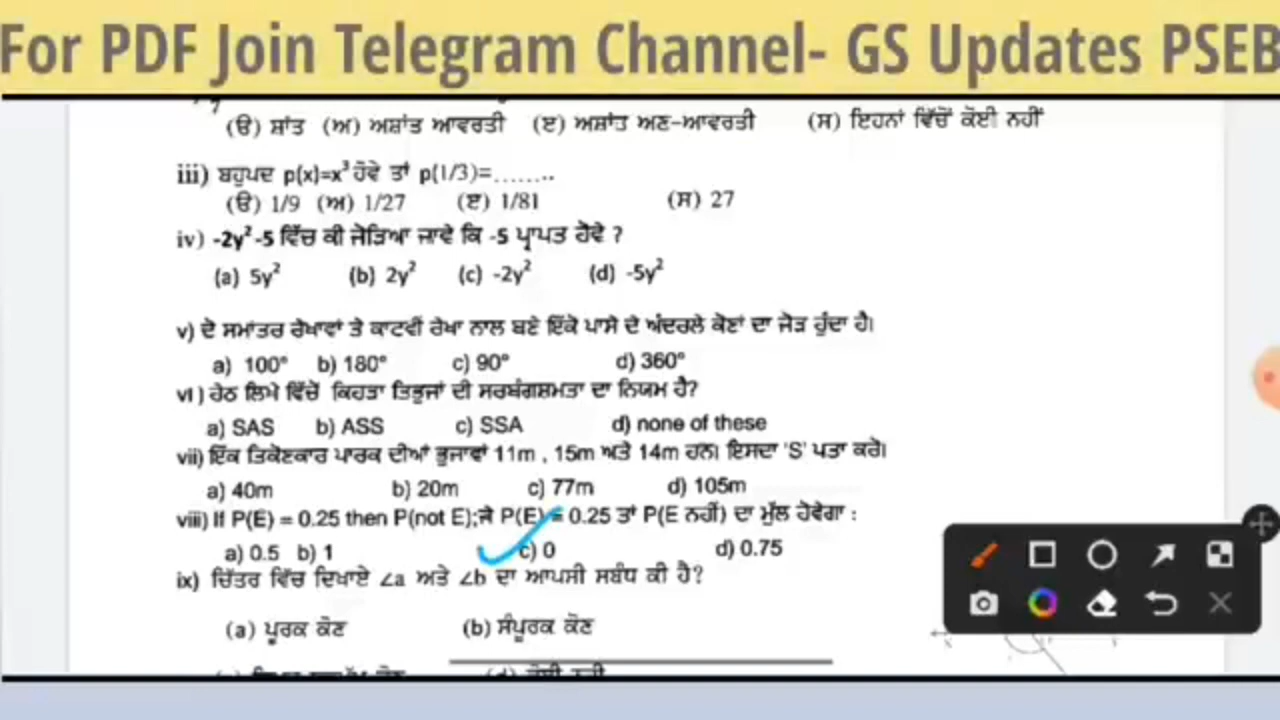 For PDF Join Telegram Channel- GS Updates PSEB
(ੳ) ਸ਼ਾਂਤ (ਅ) ਅਸ਼ਾਂਤ ਆਵਰਤੀ (ੲ) ਅਸ਼ਾਂਤ ਅਣ-ਆਵਰਤੀ (ਸ) ਇਹਨਾਂ ਵਿੱਚੋਂ ਕੋਈ ਨਹੀਂ
iii) ਬਹੁਪਦ p(x)=x³ ਹੋਵੇ ਤਾਂ p(1/3)=........
(ੳ) 1/9 (ਅ) 1/27 (ੲ) 1/81 (ਸ) 27
iv) -2y²-5 ਵਿੱਚ ਕੀ ਜੋੜਿਆ ਜਾਵੇ ਕਿ -5 ਪ੍ਰਾਪਤ ਹੋਵੇ ?
(a) 5y² (b) 2y² (c) -2y² (d) -5y²
v) ਦੋ ਸਮਾਂਤਰ ਰੇਖਾਵਾਂ ਤੇ ਕਾਟਵੀਂ ਰੇਖਾ ਨਾਲ ਬਣੇ ਇੱਕੋ ਪਾਸੇ ਦੇ ਅੰਦਰਲੇ ਕੋਣਾਂ ਦਾ ਜੋੜ ਹੁੰਦਾ ਹੈ।
a) 100° b) 180° c) 90° d) 360°
vi) ਹੇਠ ਲਿਖੇ ਵਿੱਚੋਂ ਕਿਹੜਾ ਤਿਭੁਜਾਂ ਦੀ ਸਰਬੰਗਸਮਤਾ ਦਾ ਨਿਯਮ ਹੈ?
a) SAS b) ASS c) SSA d) none of these
vii) ਇੱਕ ਤਿਕੋਣਕਾਰ ਪਾਰਕ ਦੀਆਂ ਭੁਜਾਵਾਂ 11m , 15m ਅਤੇ 14m ਹਨ। ਇਸਦਾ 'S' ਪਤਾ ਕਰੋ।
a) 40m b) 20m c) 77m d) 105m
viii) If P(E) = 0.25 then P(not E);ਜੇ P(E) = 0.25 ਤਾਂ P(E ਨਹੀਂ) ਦਾ ਮੁੱਲ ਹੋਵੇਗਾ :
a) 0.5 b) 1 c) 0 d) 0.75
ix) ਚਿੱਤਰ ਵਿੱਚ ਦਿਖਾਏ ∠a ਅਤੇ ∠b ਦਾ ਆਪਸੀ ਸਬੰਧ ਕੀ ਹੈ?
(a) ਪੂਰਕ ਕੋਣ (b) ਸੰਪੂਰਕ ਕੋਣ